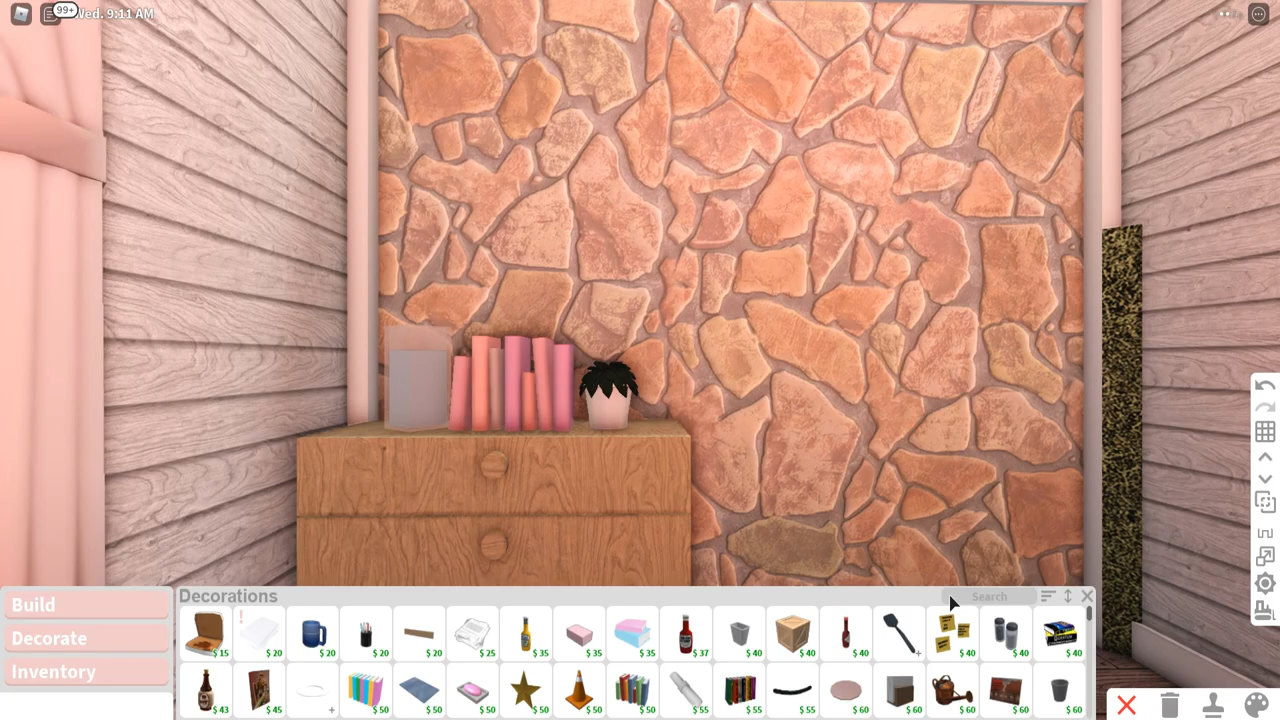 99+
Wed. 9:11 AM
Build
Decorate
Inventory
Decorations
Search
$15 $20 $20 $20 $20 $25 $35 $35 $35 $37 $40 $40 $40 + $40 $40 $40
$43 $45 + $50 $50 $50 $50 $50 $50 $55 $55 $55 $60 $60 $60 $60 $60